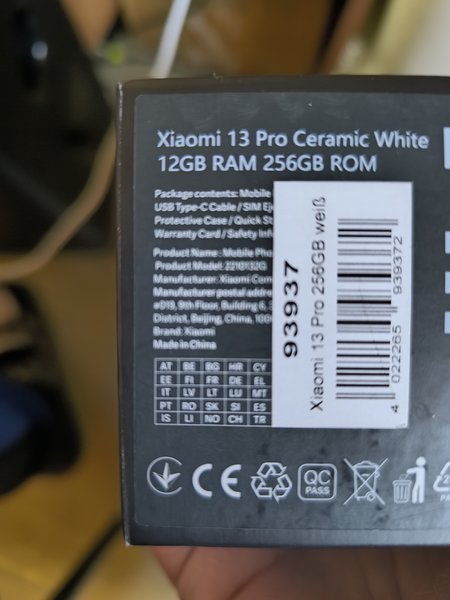 Xiaomi 13 Pro Ceramic White
12GB RAM 256GB ROM
Package contents: Mobile
USB Type-C Cable / SIM Eje
Protective Case / Quick St
Warranty Card / Safety Inf
Product Name: Mobile Pho
Product Model: 2210132G
Manufacturer: Xiaomi Com
Manufacturer postal addre
#019, 9th Floor, Building 6, 3
District, Beijing, China, 100
Brand: Xiaomi
Made in China
AT BE BG HR CY
EE FI FR DE EL
IT LV LT LU MT
PT RO SK SI ES
IS LI NO CH TR
93937
Xiaomi 13 Pro 256GB weiß
4 022265 939372
CE
QC
PASS